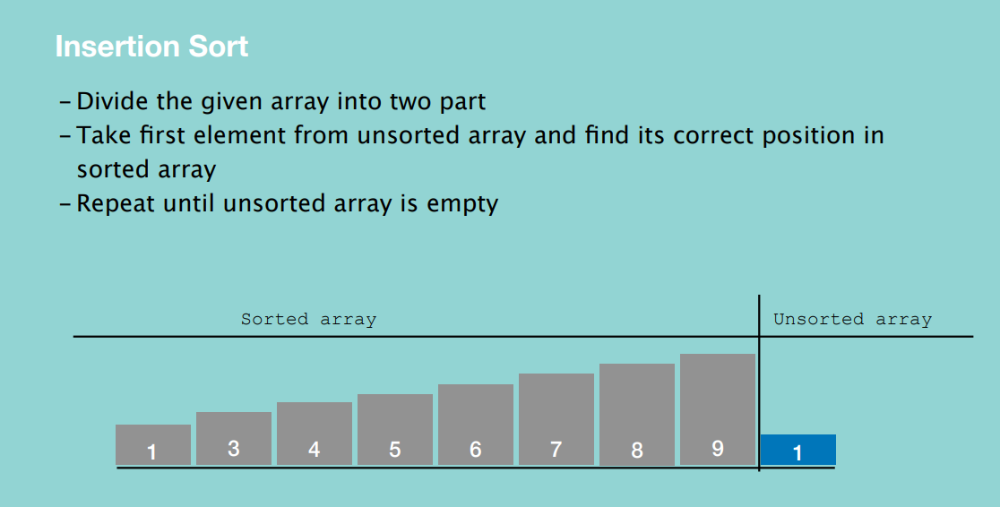 Insertion Sort
– Divide the given array into two part
– Take first element from unsorted array and find its correct position in
sorted array
– Repeat until unsorted array is empty
Sorted array Unsorted array
1 3 4 5 6 7 8 9 1